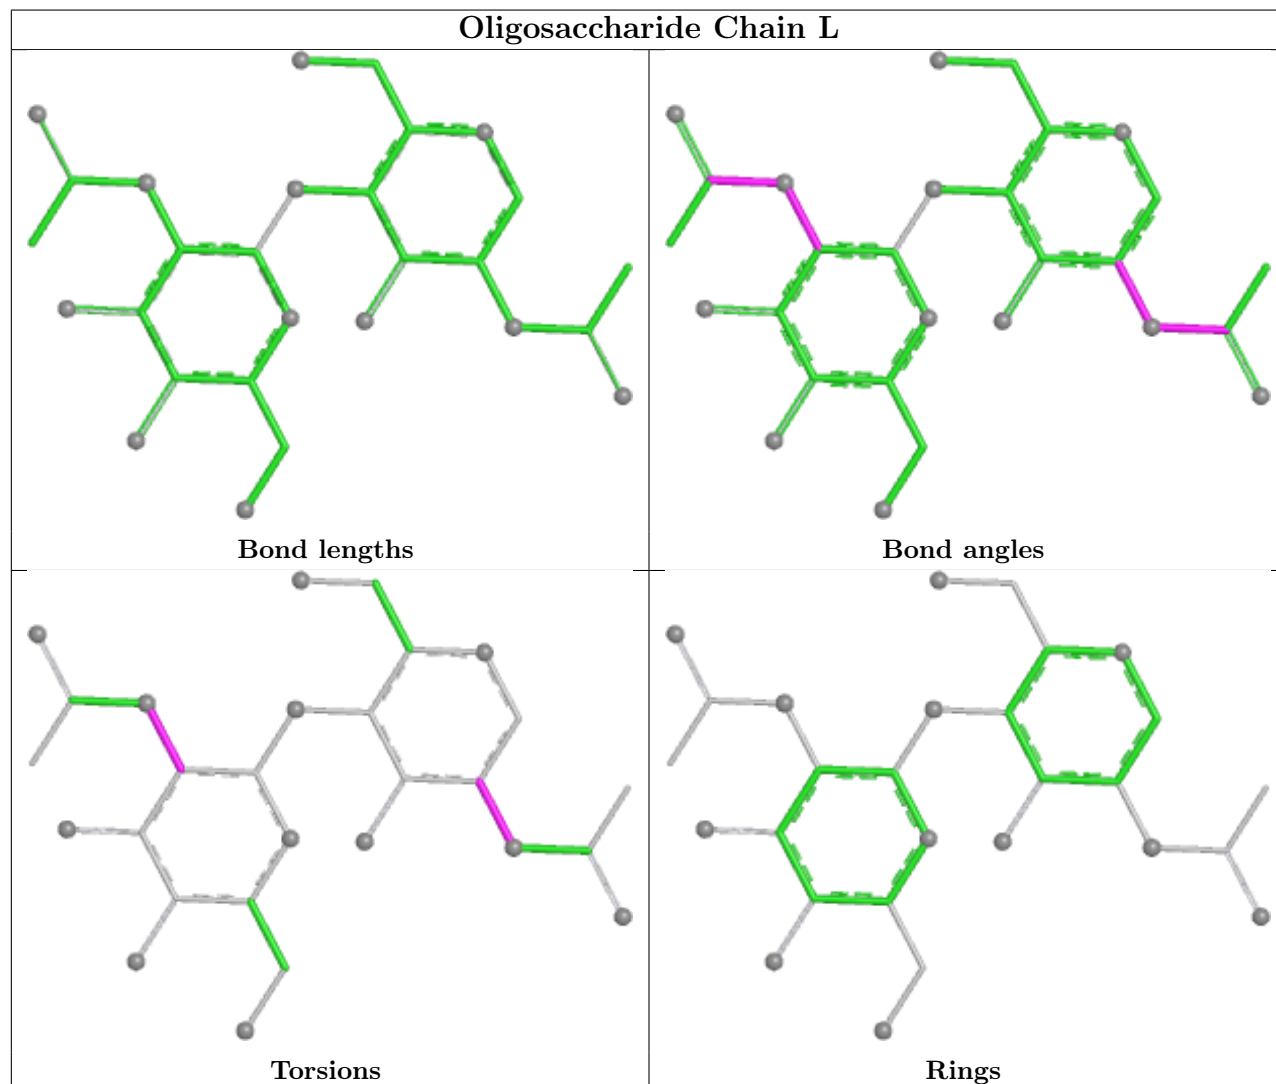 Oligosaccharide Chain L
Bond lengths
Bond angles
Torsions
Rings